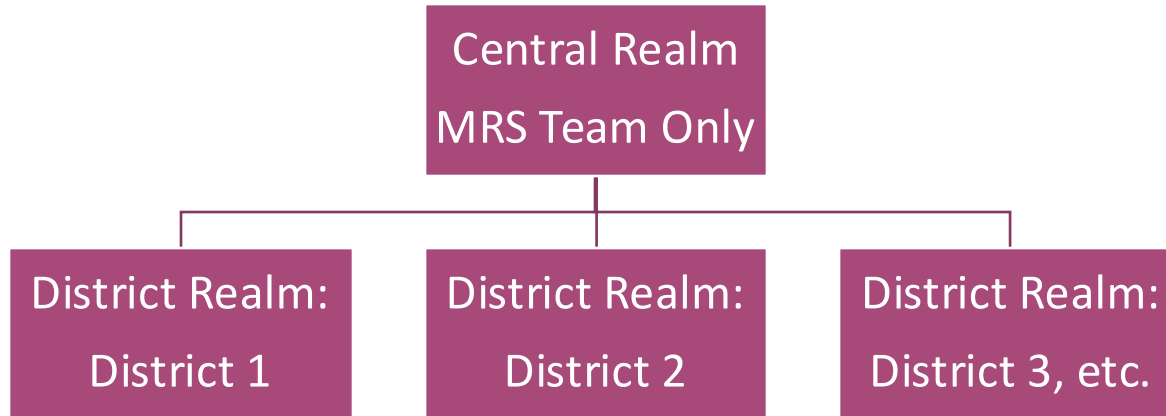 Central Realm
MRS Team Only
District Realm:
District 1
District Realm:
District 2
District Realm:
District 3, etc.